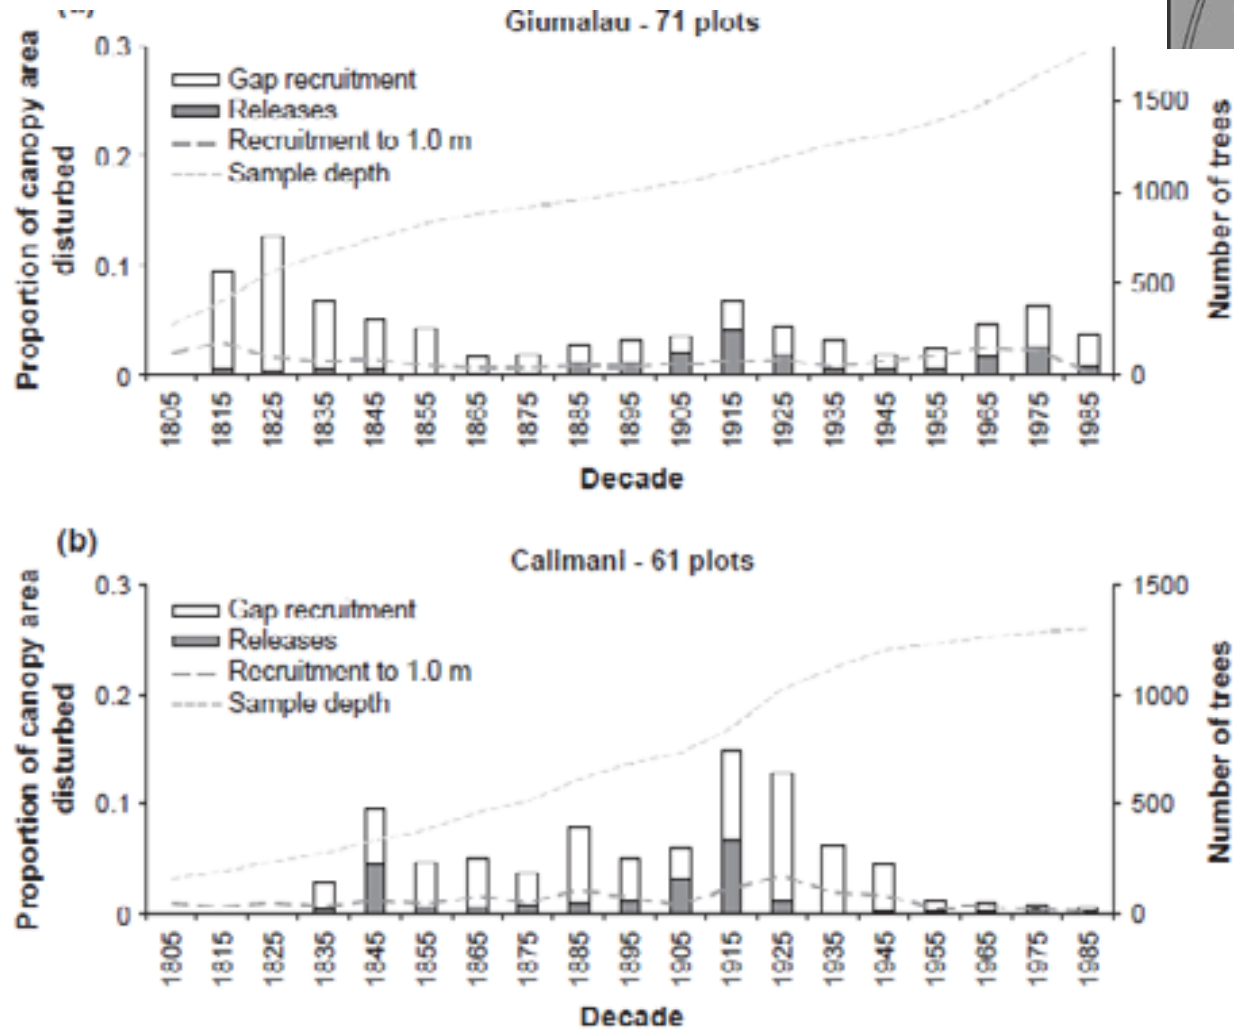 Giumalau - 71 plots
Proportion of canopy area
disturbed
0.3
0.2
0.1
0
Gap recruitment
Releases
Recruitment to 1.0 m
Sample depth
1500
1000
500
0
Number of trees
1805 1815 1825 1835 1845 1855 1865 1875 1885 1895 1905 1915 1925 1935 1945 1955 1965 1975 1985
Decade
(b)
Calimani - 61 plots
Proportion of canopy area
disturbed
0.3
0.2
0.1
0
Gap recruitment
Releases
Recruitment to 1.0 m
Sample depth
1500
1000
500
0
Number of trees
1805 1815 1825 1835 1845 1855 1865 1875 1885 1895 1905 1915 1925 1935 1945 1955 1965 1975 1985
Decade